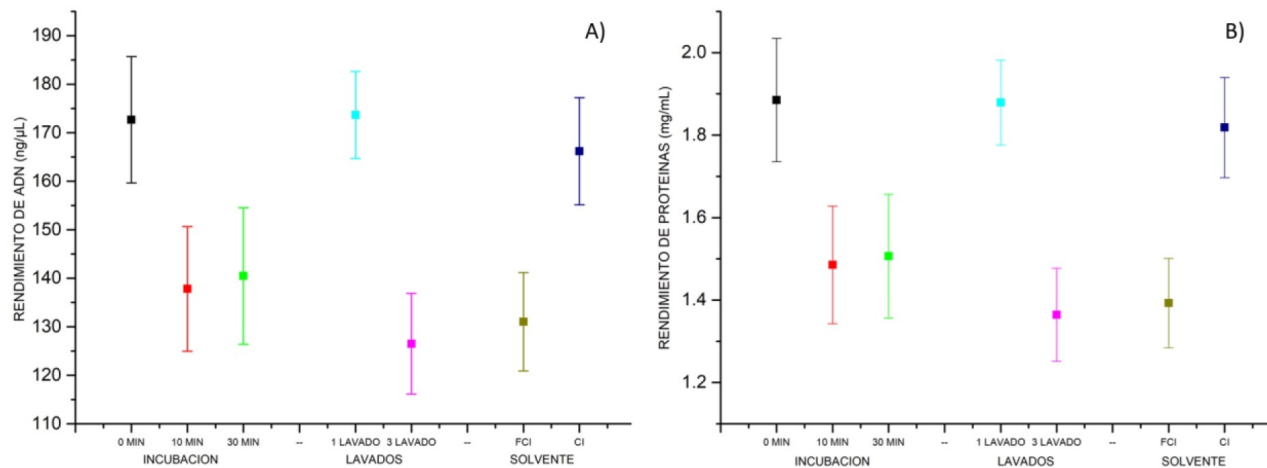 A)
RENDIMIENTO DE ADN (ng/µL)
190
180
170
160
150
140
130
120
110
0 MIN 10 MIN 30 MIN -- 1 LAVADO 3 LAVADO -- FCI CI
INCUBACION LAVADOS SOLVENTE
B)
RENDIMIENTO DE PROTEINAS (mg/mL)
2.0
1.8
1.6
1.4
1.2
0 MIN 10 MIN 30 MIN -- 1 LAVADO 3 LAVADO -- FCI CI
INCUBACION LAVADOS SOLVENTE